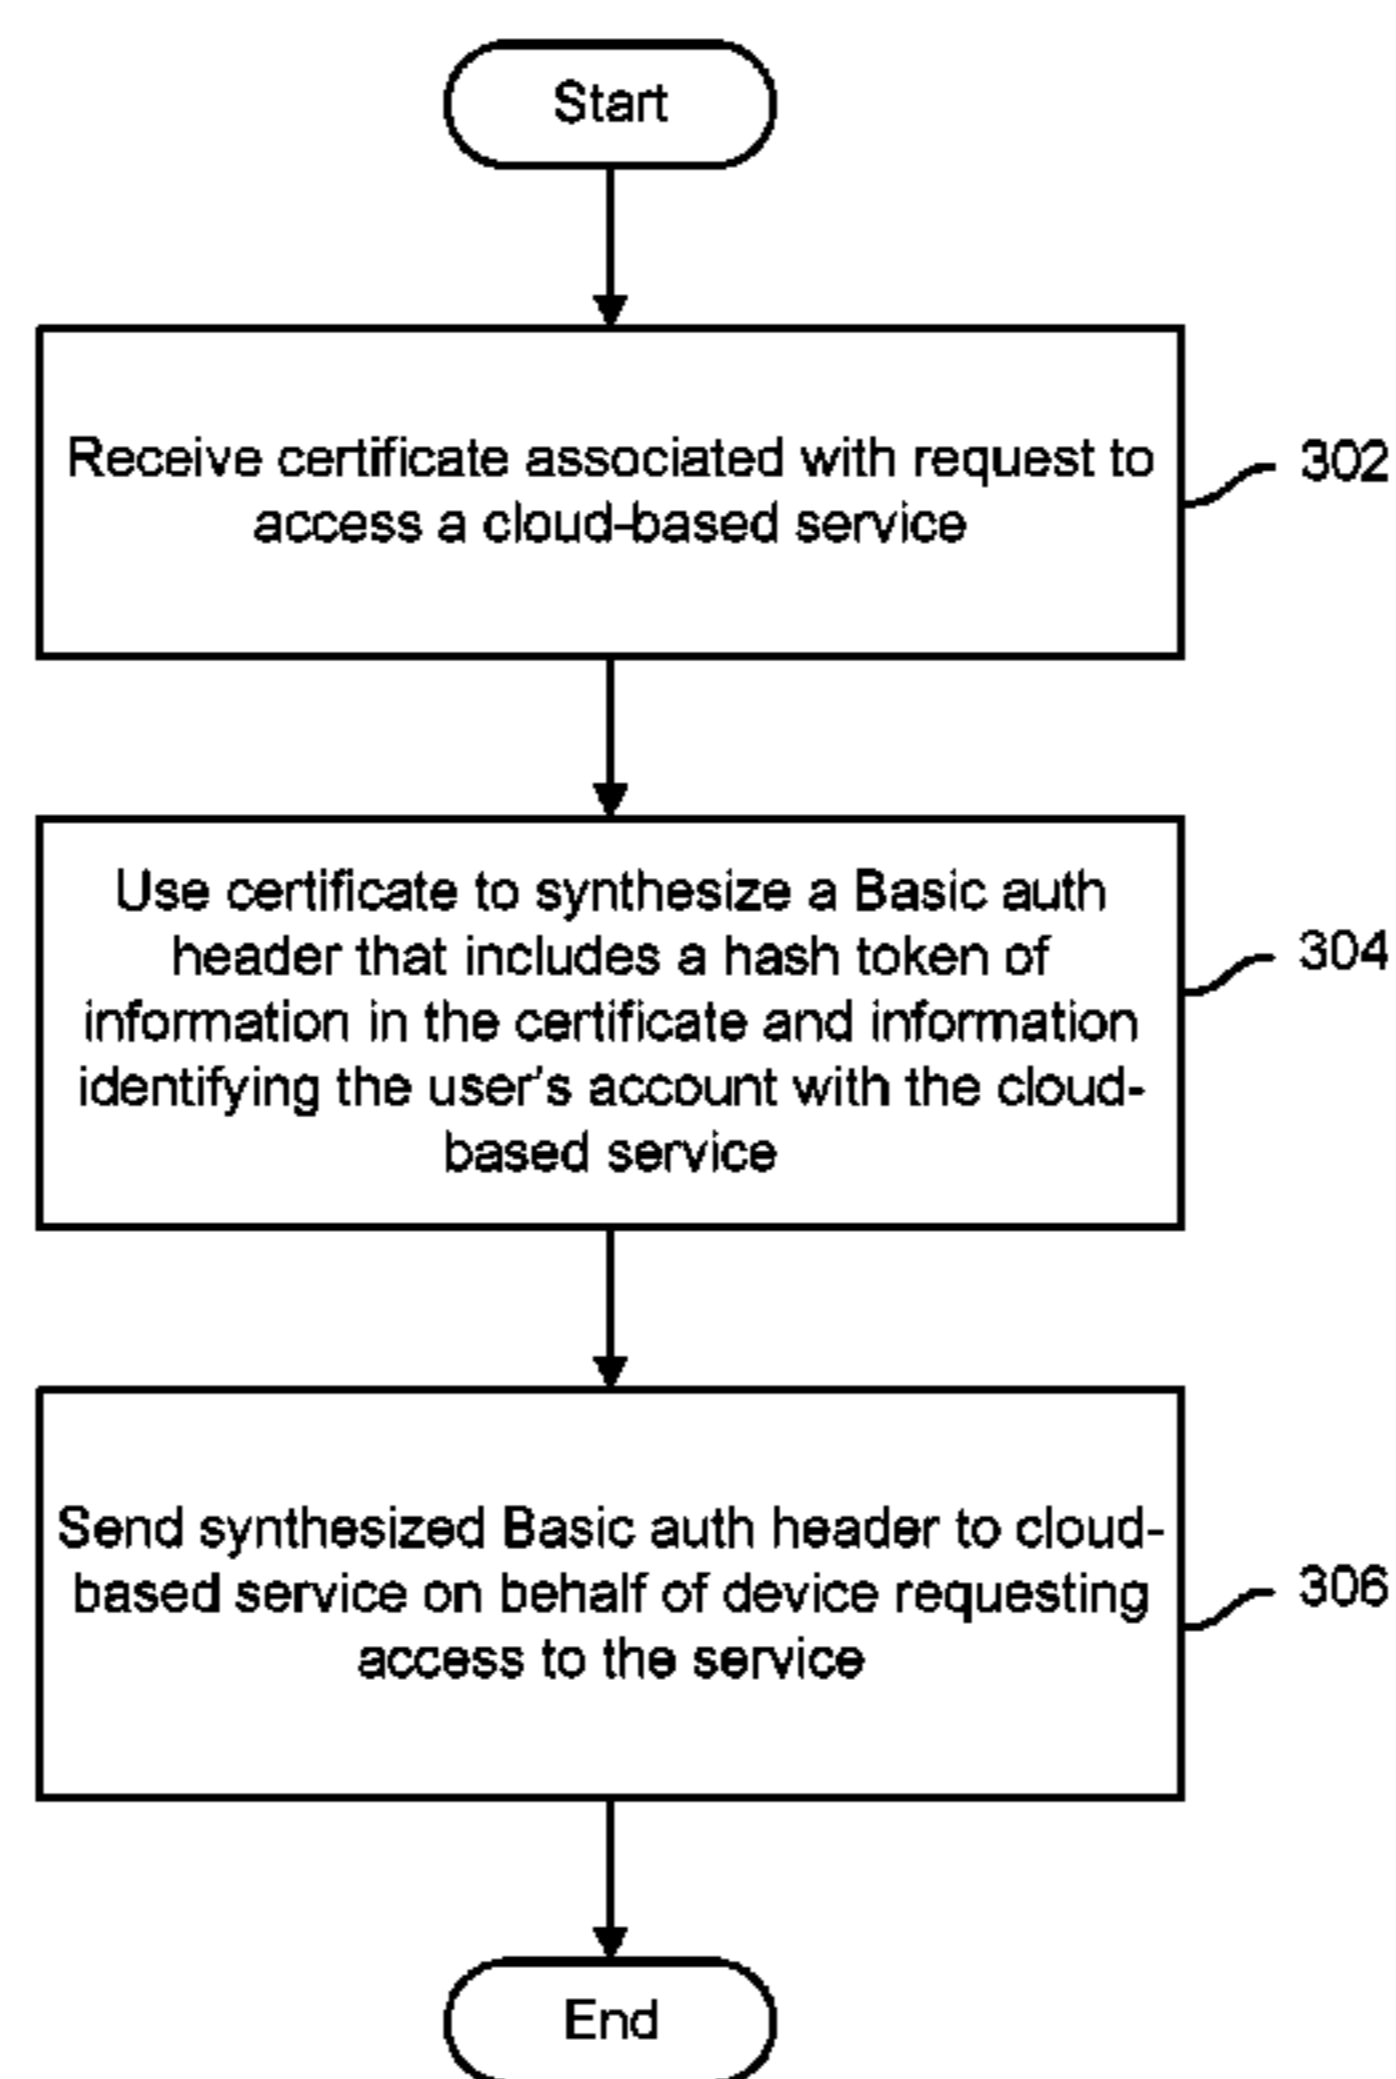 Start
Receive certificate associated with request to
access a cloud-based service
302
Use certificate to synthesize a Basic auth
header that includes a hash token of
information in the certificate and information
identifying the user's account with the cloud-
based service
304
Send synthesized Basic auth header to cloud-
based service on behalf of device requesting
access to the service
306
End